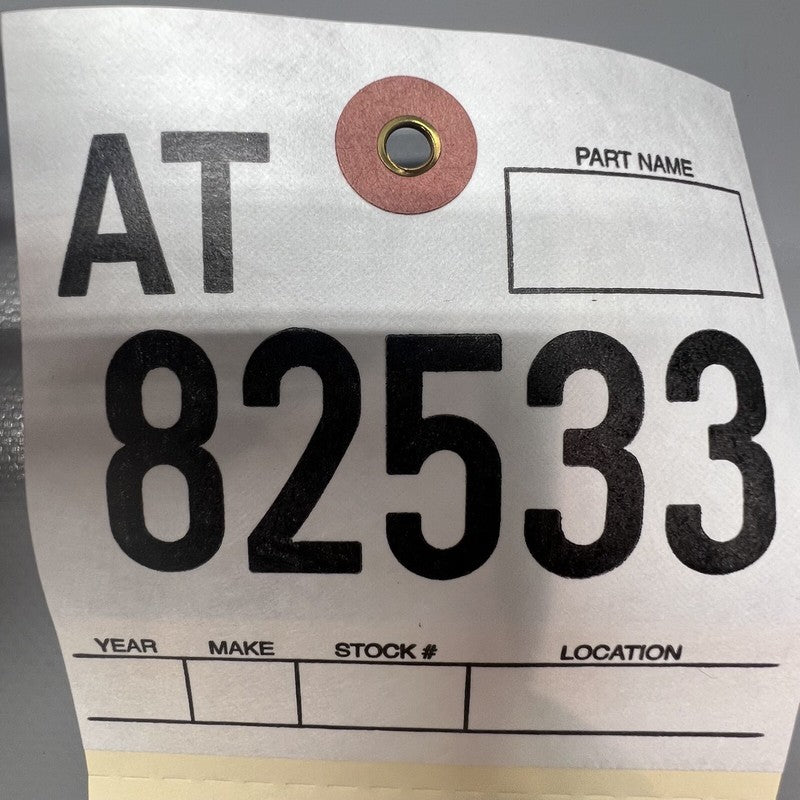 AT
PART NAME
82533
YEAR MAKE STOCK # LOCATION